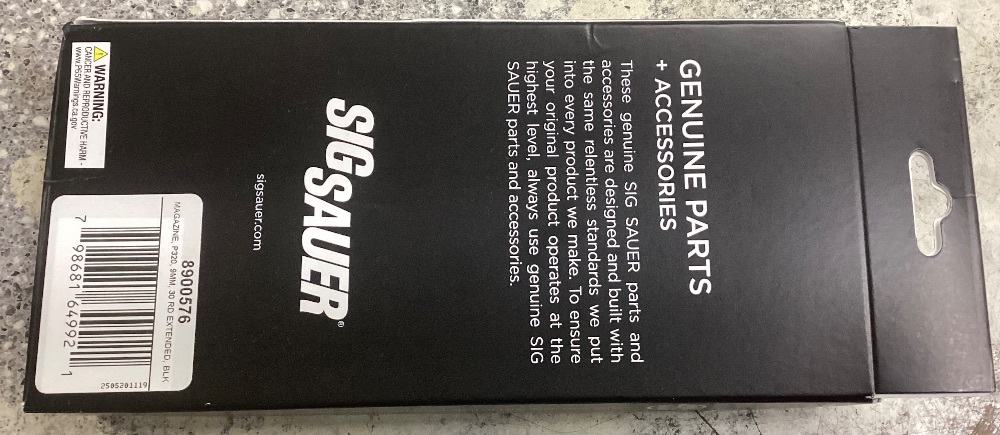 GENUINE PARTS
+ ACCESSORIES
These genuine SIG SAUER parts and
accessories are designed and built with
the same relentless standards we put
into every product we make. To ensure
your original product operates at the
highest level, always use genuine SIG
SAUER parts and accessories.
SIGSAUER®
sigsauer.com
8900576
MAGAZINE, P320, 9MM, 30 RD EXTENDED, BLK
2505201119
7 98681 64992 1
WARNING:
CANCER AND REPRODUCTIVE HARM -
www.P65Warnings.ca.gov